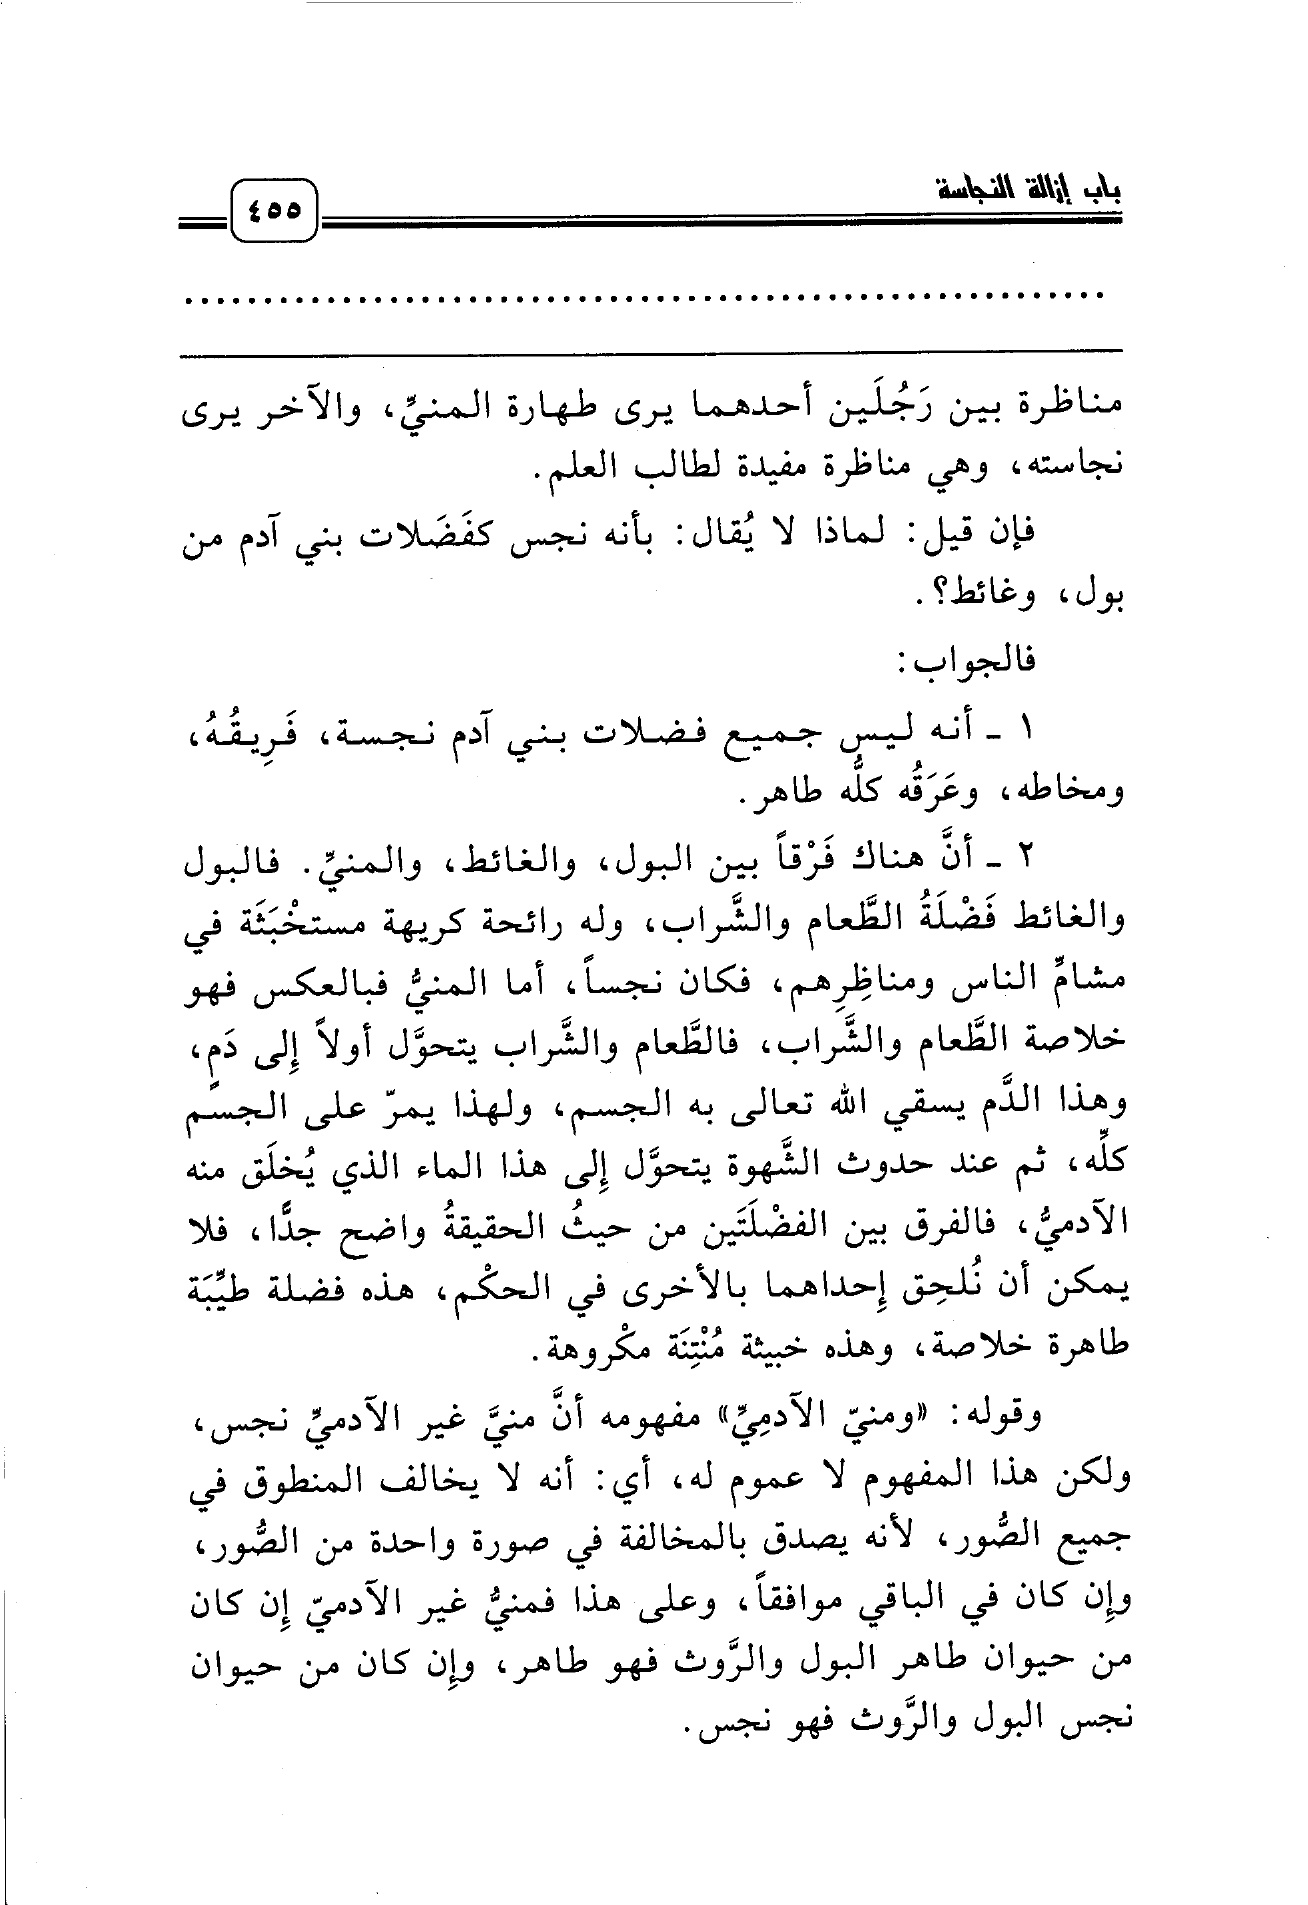 باب إزالة النجاسة
٤٥٥
مناظرة بين رَجُلَين أحدهما يرى طهارة المنيِّ، والآخر يرى
نجاسته، وهي مناظرة مفيدة لطالب العلم.
فإن قيل: لماذا لا يُقال: بأنه نجس كفَضَلات بني آدم من
بول، وغائط؟.
فالجواب:
١ ـ أنه ليس جميع فضلات بني آدم نجسة، فَرِيقُهُ،
ومخاطه، وعَرَقُه كلُّه طاهر.
٢ ـ أنَّ هناك فَرْقاً بين البول، والغائط، والمنيِّ. فالبول
والغائط فَضْلَةُ الطَّعام والشَّراب، وله رائحة كريهة مستخْبَثَة في
مشامِّ الناس ومناظِرِهم، فكان نجساً، أما المنيُّ فبالعكس فهو
خلاصة الطَّعام والشَّراب، فالطَّعام والشَّراب يتحوَّل أولاً إِلى دَمٍ،
وهذا الدَّم يسقي الله تعالى به الجسم، ولهذا يمرّ على الجسم
كلِّه، ثم عند حدوث الشَّهوة يتحوَّل إِلى هذا الماء الذي يُخلَق منه
الآدميُّ، فالفرق بين الفضْلَتَين من حيثُ الحقيقةُ واضح جدًّا، فلا
يمكن أن نُلحِق إِحداهما بالأخرى في الحكْم، هذه فضلة طيِّبَة
طاهرة خلاصة، وهذه خبيثة مُنْتِنَة مكْروهة.
وقوله: «ومنيّ الآدمِيِّ» مفهومه أنَّ منيَّ غير الآدميِّ نجس،
ولكن هذا المفهوم لا عموم له، أي: أنه لا يخالف المنطوق في
جميع الصُّور، لأنه يصدق بالمخالفة في صورة واحدة من الصُّور،
وإِن كان في الباقي موافقاً، وعلى هذا فمنيُّ غير الآدميّ إِن كان
من حيوان طاهر البول والرَّوث فهو طاهر، وإِن كان من حيوان
نجس البول والرَّوث فهو نجس.